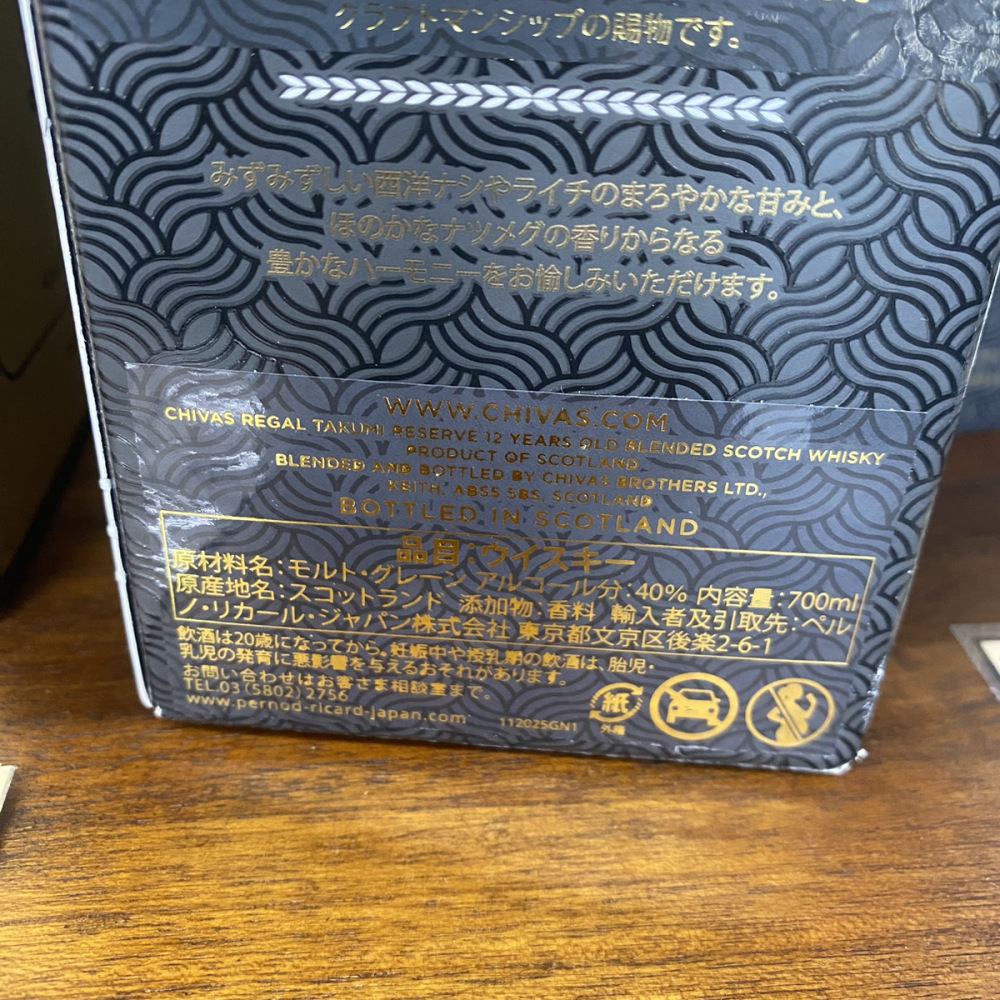 クラフトマンシップの賜物です。
みずみずしい西洋ナシやライチのまろやかな甘みと、
ほのかなナツメグの香りからなる
豊かなハーモニーをお愉しみいただけます。
WWW.CHIVAS.COM
CHIVAS REGAL TAKUMI RESERVE 12 YEARS OLD BLENDED SCOTCH WHISKY
PRODUCT OF SCOTLAND
BLENDED AND BOTTLED BY CHIVAS BROTHERS LTD.,
KEITH, AB55 5BS, SCOTLAND
BOTTLED IN SCOTLAND
品目:ウイスキー
原材料名:モルト・グレーン アルコール分:40% 内容量:700ml
原産地名:スコットランド 添加物:香料 輸入者及引取先:ペル
ノ・リカール・ジャパン株式会社 東京都文京区後楽2-6-1
飲酒は20歳になってから。妊娠中や授乳期の飲酒は、胎児・
乳児の発育に悪影響を与えるおそれがあります。
お問い合わせはお客さま相談室まで。
TEL.03(5802)2756
www.pernod-ricard-japan.com
112025GN1
紙
外箱